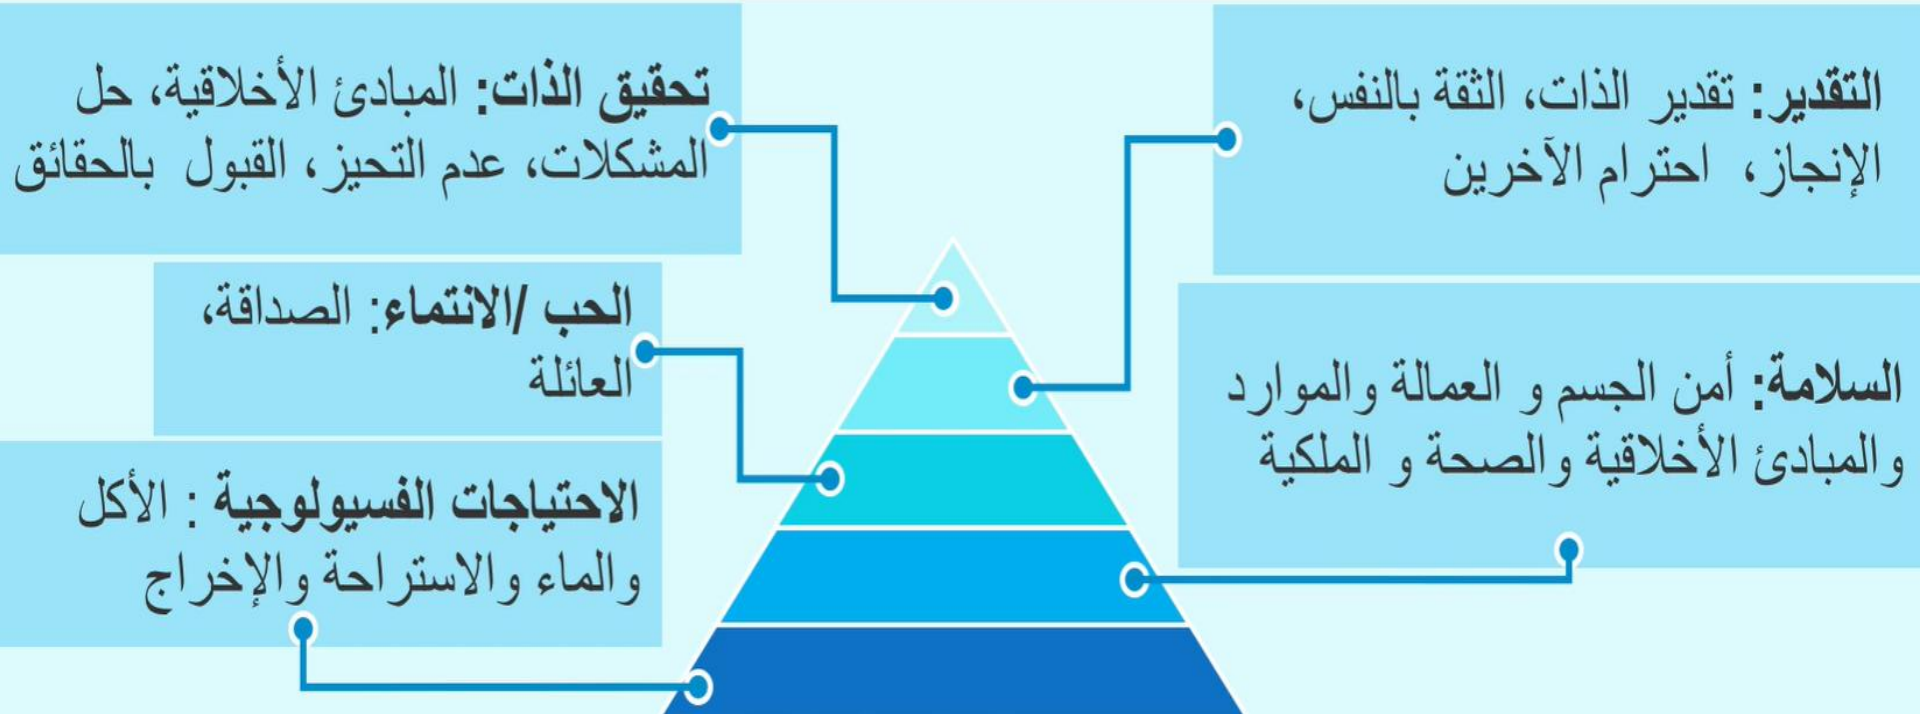 التقدير: تقدير الذات، الثقة بالنفس،
الإنجاز، احترام الآخرين
تحقيق الذات: المبادئ الأخلاقية، حل
المشكلات، عدم التحيز، القبول بالحقائق
السلامة: أمن الجسم و العمالة والموارد
والمبادئ الأخلاقية والصحة و الملكية
الحب /الانتماء: الصداقة،
العائلة
الاحتياجات الفسيولوجية : الأكل
والماء والاستراحة والإخراج